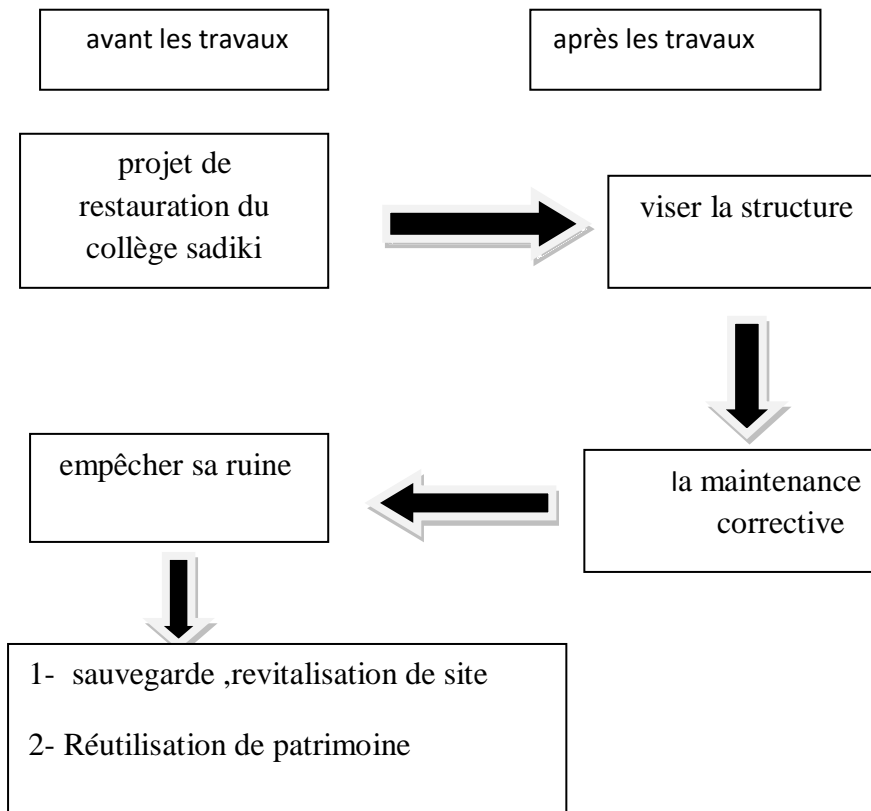 avant les travaux
après les travaux
projet de
restauration du
collège sadiki
viser la structure
la maintenance
corrective
empêcher sa ruine
1- sauvegarde ,revitalisation de site
2- Réutilisation de patrimoine